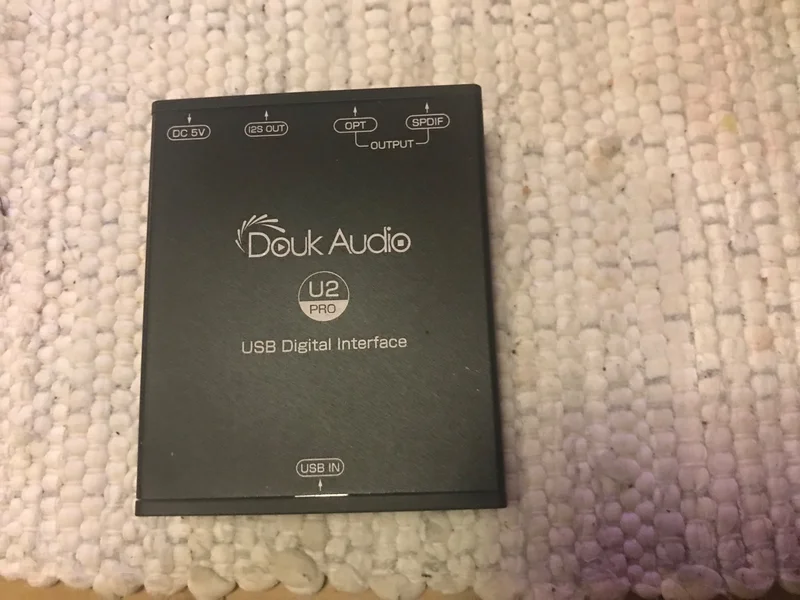 DC 5V
I2S OUT
OPT
SPDIF
OUTPUT
Douk Audio
U2
PRO
USB Digital Interface
USB IN